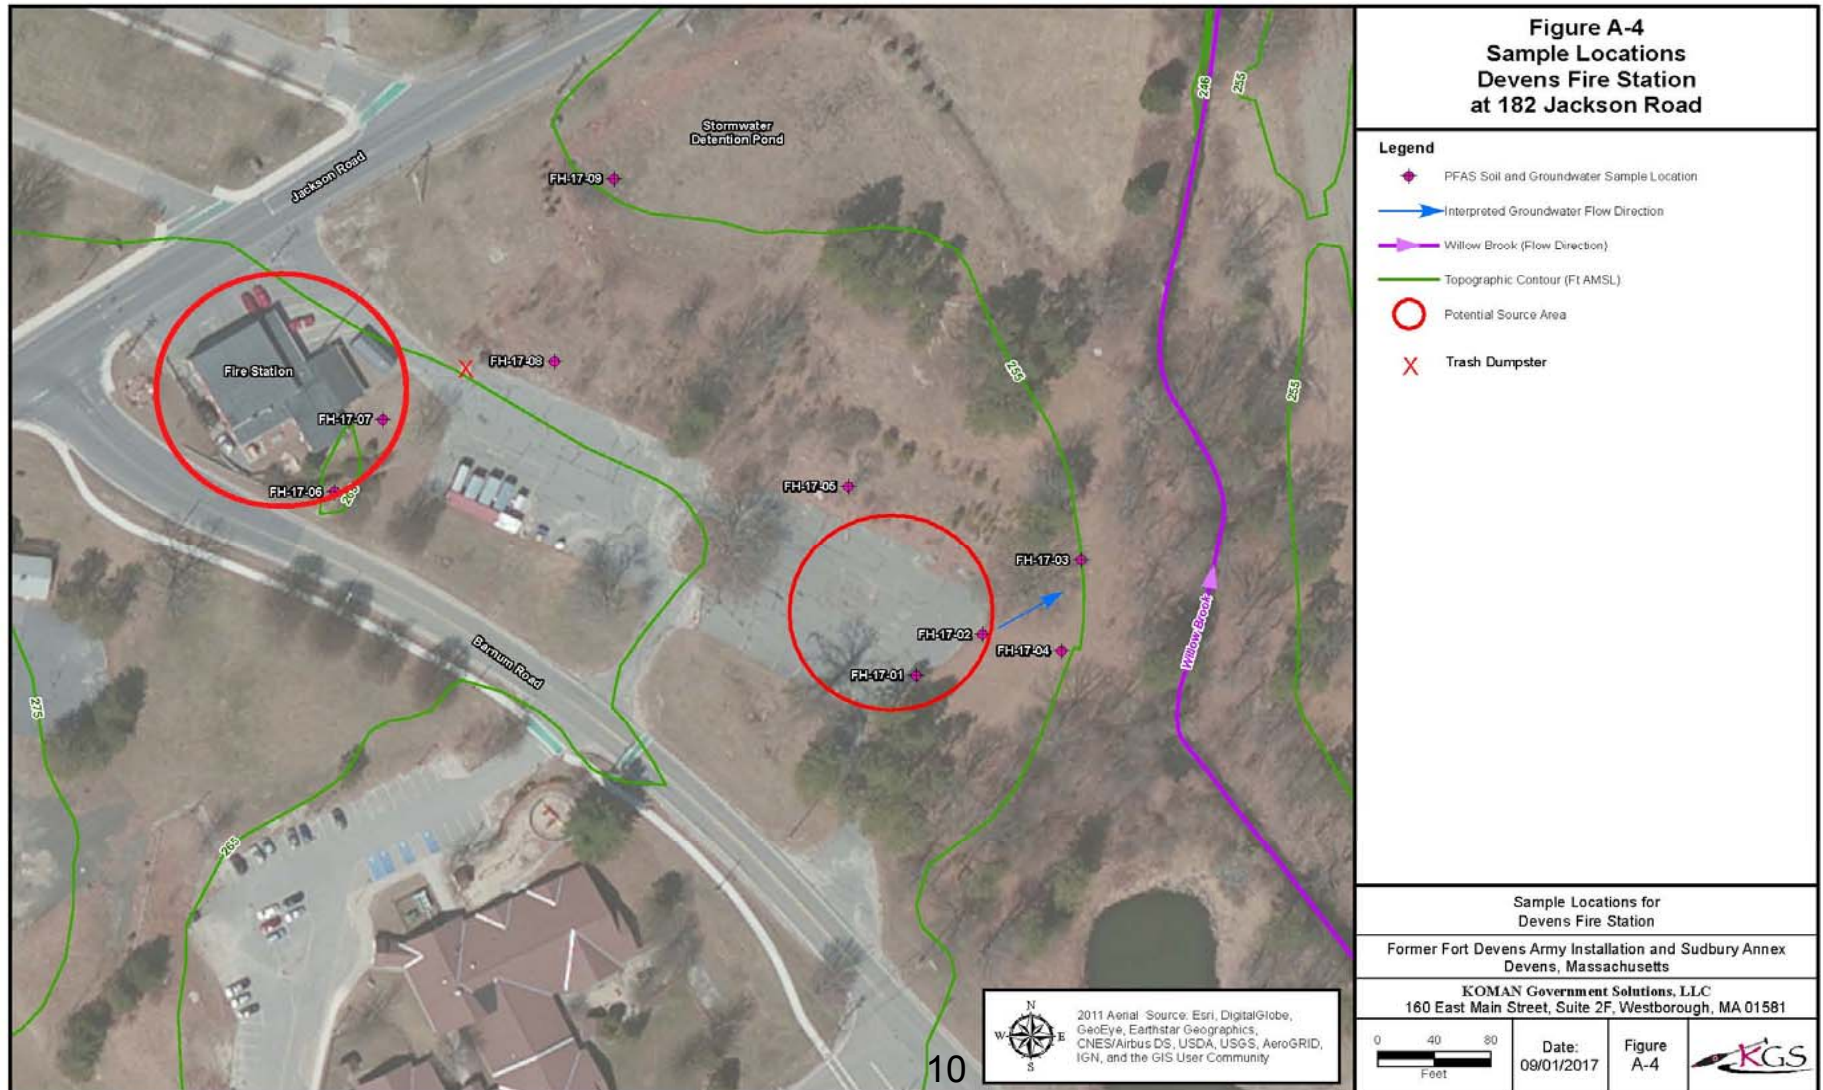 Figure A-4
Sample Locations
Devens Fire Station
at 182 Jackson Road
Legend
PFAS Soil and Groundwater Sample Location
Interpreted Groundwater Flow Direction
Willow Brook (Flow Direction)
Topographic Contour (Ft AMSL)
Potential Source Area
X Trash Dumpster
246
255
Stormwater
Detention Pond
Jackson Road
FH-17-09
Fire Station
FH-17-08
255
255
FH-17-07
FH-17-06
265
FH-17-05
FH-17-03
FH-17-02
FH-17-04
FH-17-01
Willow Brook
Barnum Road
275
265
N
W E
S
2011 Aerial Source: Esri, DigitalGlobe,
GeoEye, Earthstar Geographics,
CNES/Airbus DS, USDA, USGS, AeroGRID,
IGN, and the GIS User Community
10
Sample Locations for
Devens Fire Station
Former Fort Devens Army Installation and Sudbury Annex
Devens, Massachusetts
KOMAN Government Solutions, LLC
160 East Main Street, Suite 2F, Westborough, MA 01581
0 40 80
Feet
Date:
09/01/2017
Figure
A-4
KGS